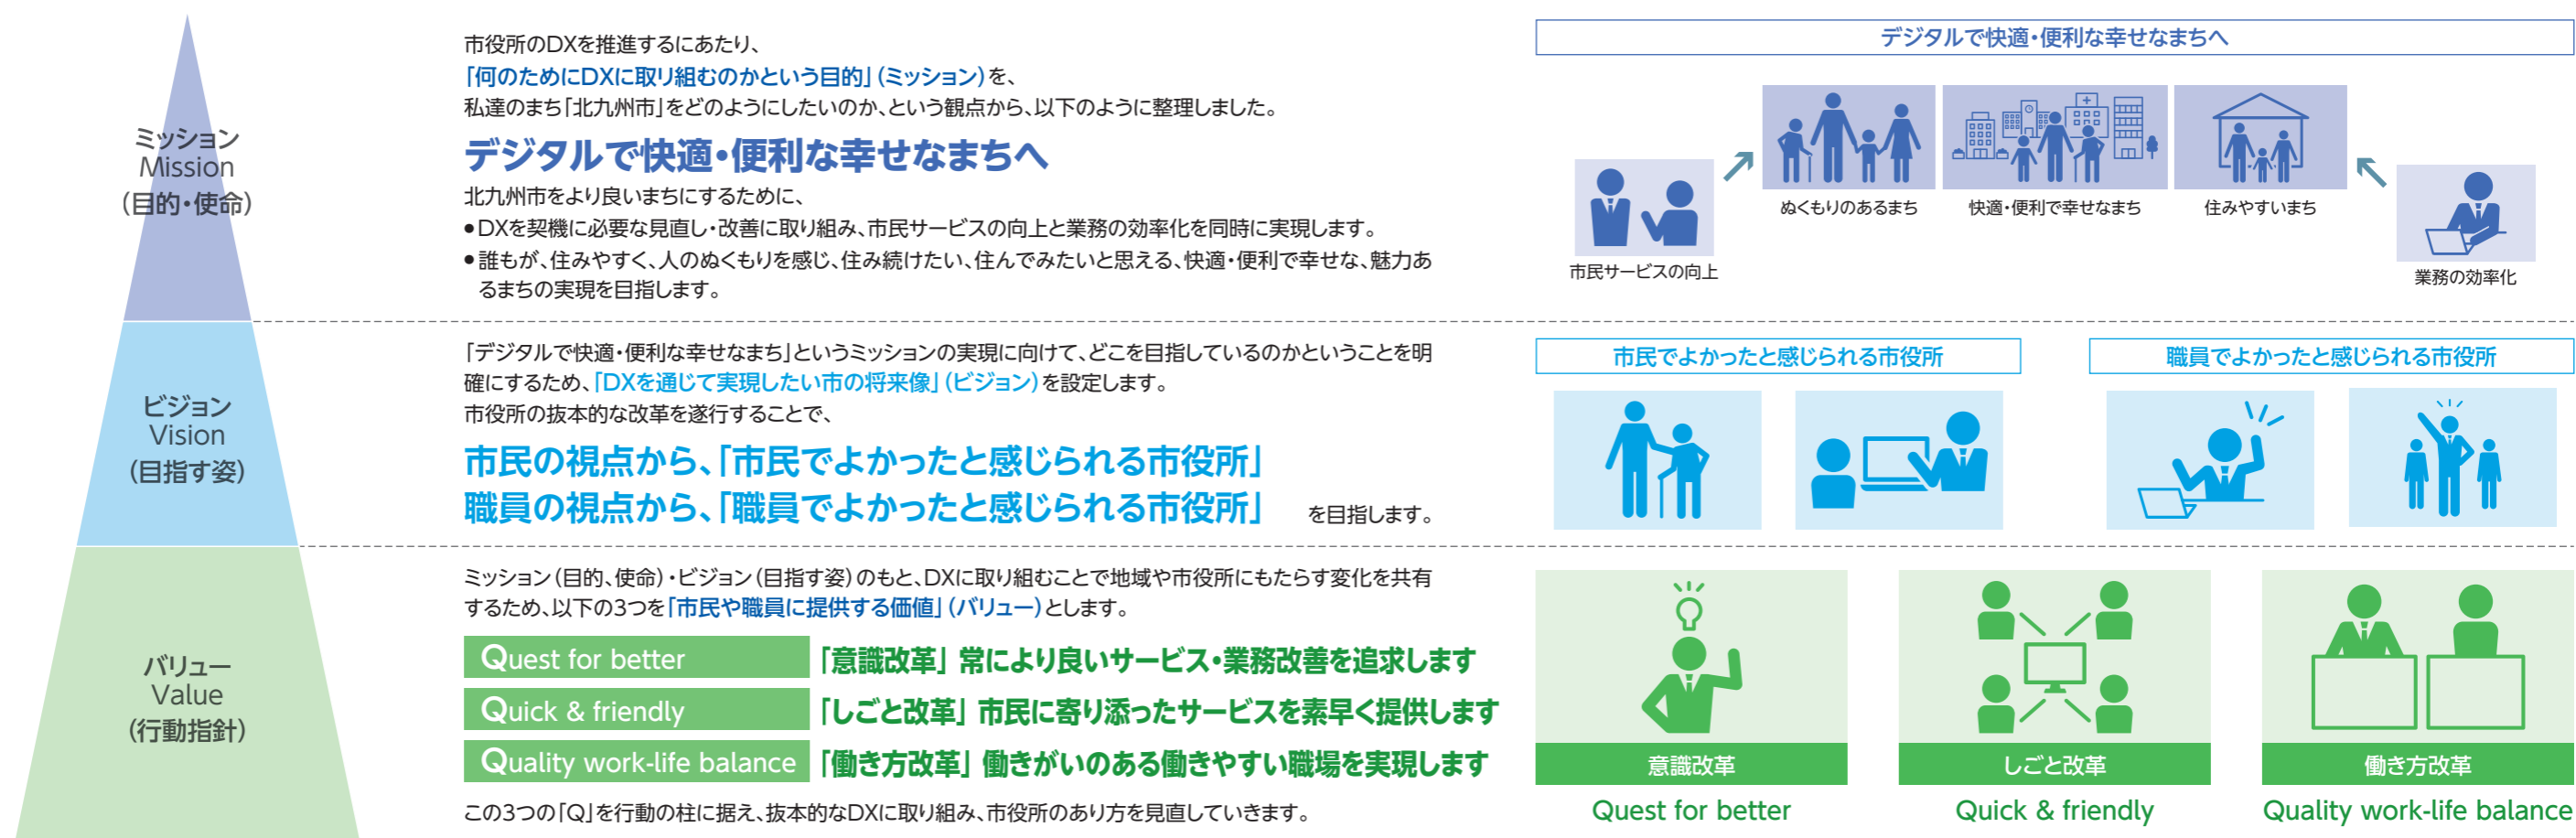 ミッション
Mission
（目的・使命）
市役所のDXを推進するにあたり、
「何のためにDXに取り組むのかという目的」（ミッション）を、
私達のまち「北九州市」をどのようにしたいのか、という観点から、以下のように整理しました。
デジタルで快適・便利な幸せなまちへ
北九州市をより良いまちにするために、
●DXを契機に必要な見直し・改善に取り組み、市民サービスの向上と業務の効率化を同時に実現します。
●誰もが、住みやすく、人のぬくもりを感じ、住み続けたい、住んでみたいと思える、快適・便利で幸せな、魅力あ
るまちの実現を目指します。
デジタルで快適・便利な幸せなまちへ
市民サービスの向上
ぬくもりのあるまち
快適・便利で幸せなまち
住みやすいまち
業務の効率化
ビジョン
Vision
（目指す姿）
「デジタルで快適・便利な幸せなまち」というミッションの実現に向けて、どこを目指しているのかということを明
確にするため、「DXを通じて実現したい市の将来像」（ビジョン）を設定します。
市役所の抜本的な改革を遂行することで、
市民の視点から、「市民でよかったと感じられる市役所」
職員の視点から、「職員でよかったと感じられる市役所」 を目指します。
市民でよかったと感じられる市役所
職員でよかったと感じられる市役所
バリュー
Value
（行動指針）
ミッション（目的、使命）・ビジョン（目指す姿）のもと、DXに取り組むことで地域や市役所にもたらす変化を共有
するため、以下の3つを「市民や職員に提供する価値」（バリュー）とします。
Quest for better 「意識改革」 常により良いサービス・業務改善を追求します
Quick & friendly 「しごと改革」 市民に寄り添ったサービスを素早く提供します
Quality work-life balance 「働き方改革」 働きがいのある働きやすい職場を実現します
この3つの「Q」を行動の柱に据え、抜本的なDXに取り組み、市役所のあり方を見直していきます。
意識改革
Quest for better
しごと改革
Quick & friendly
働き方改革
Quality work-life balance